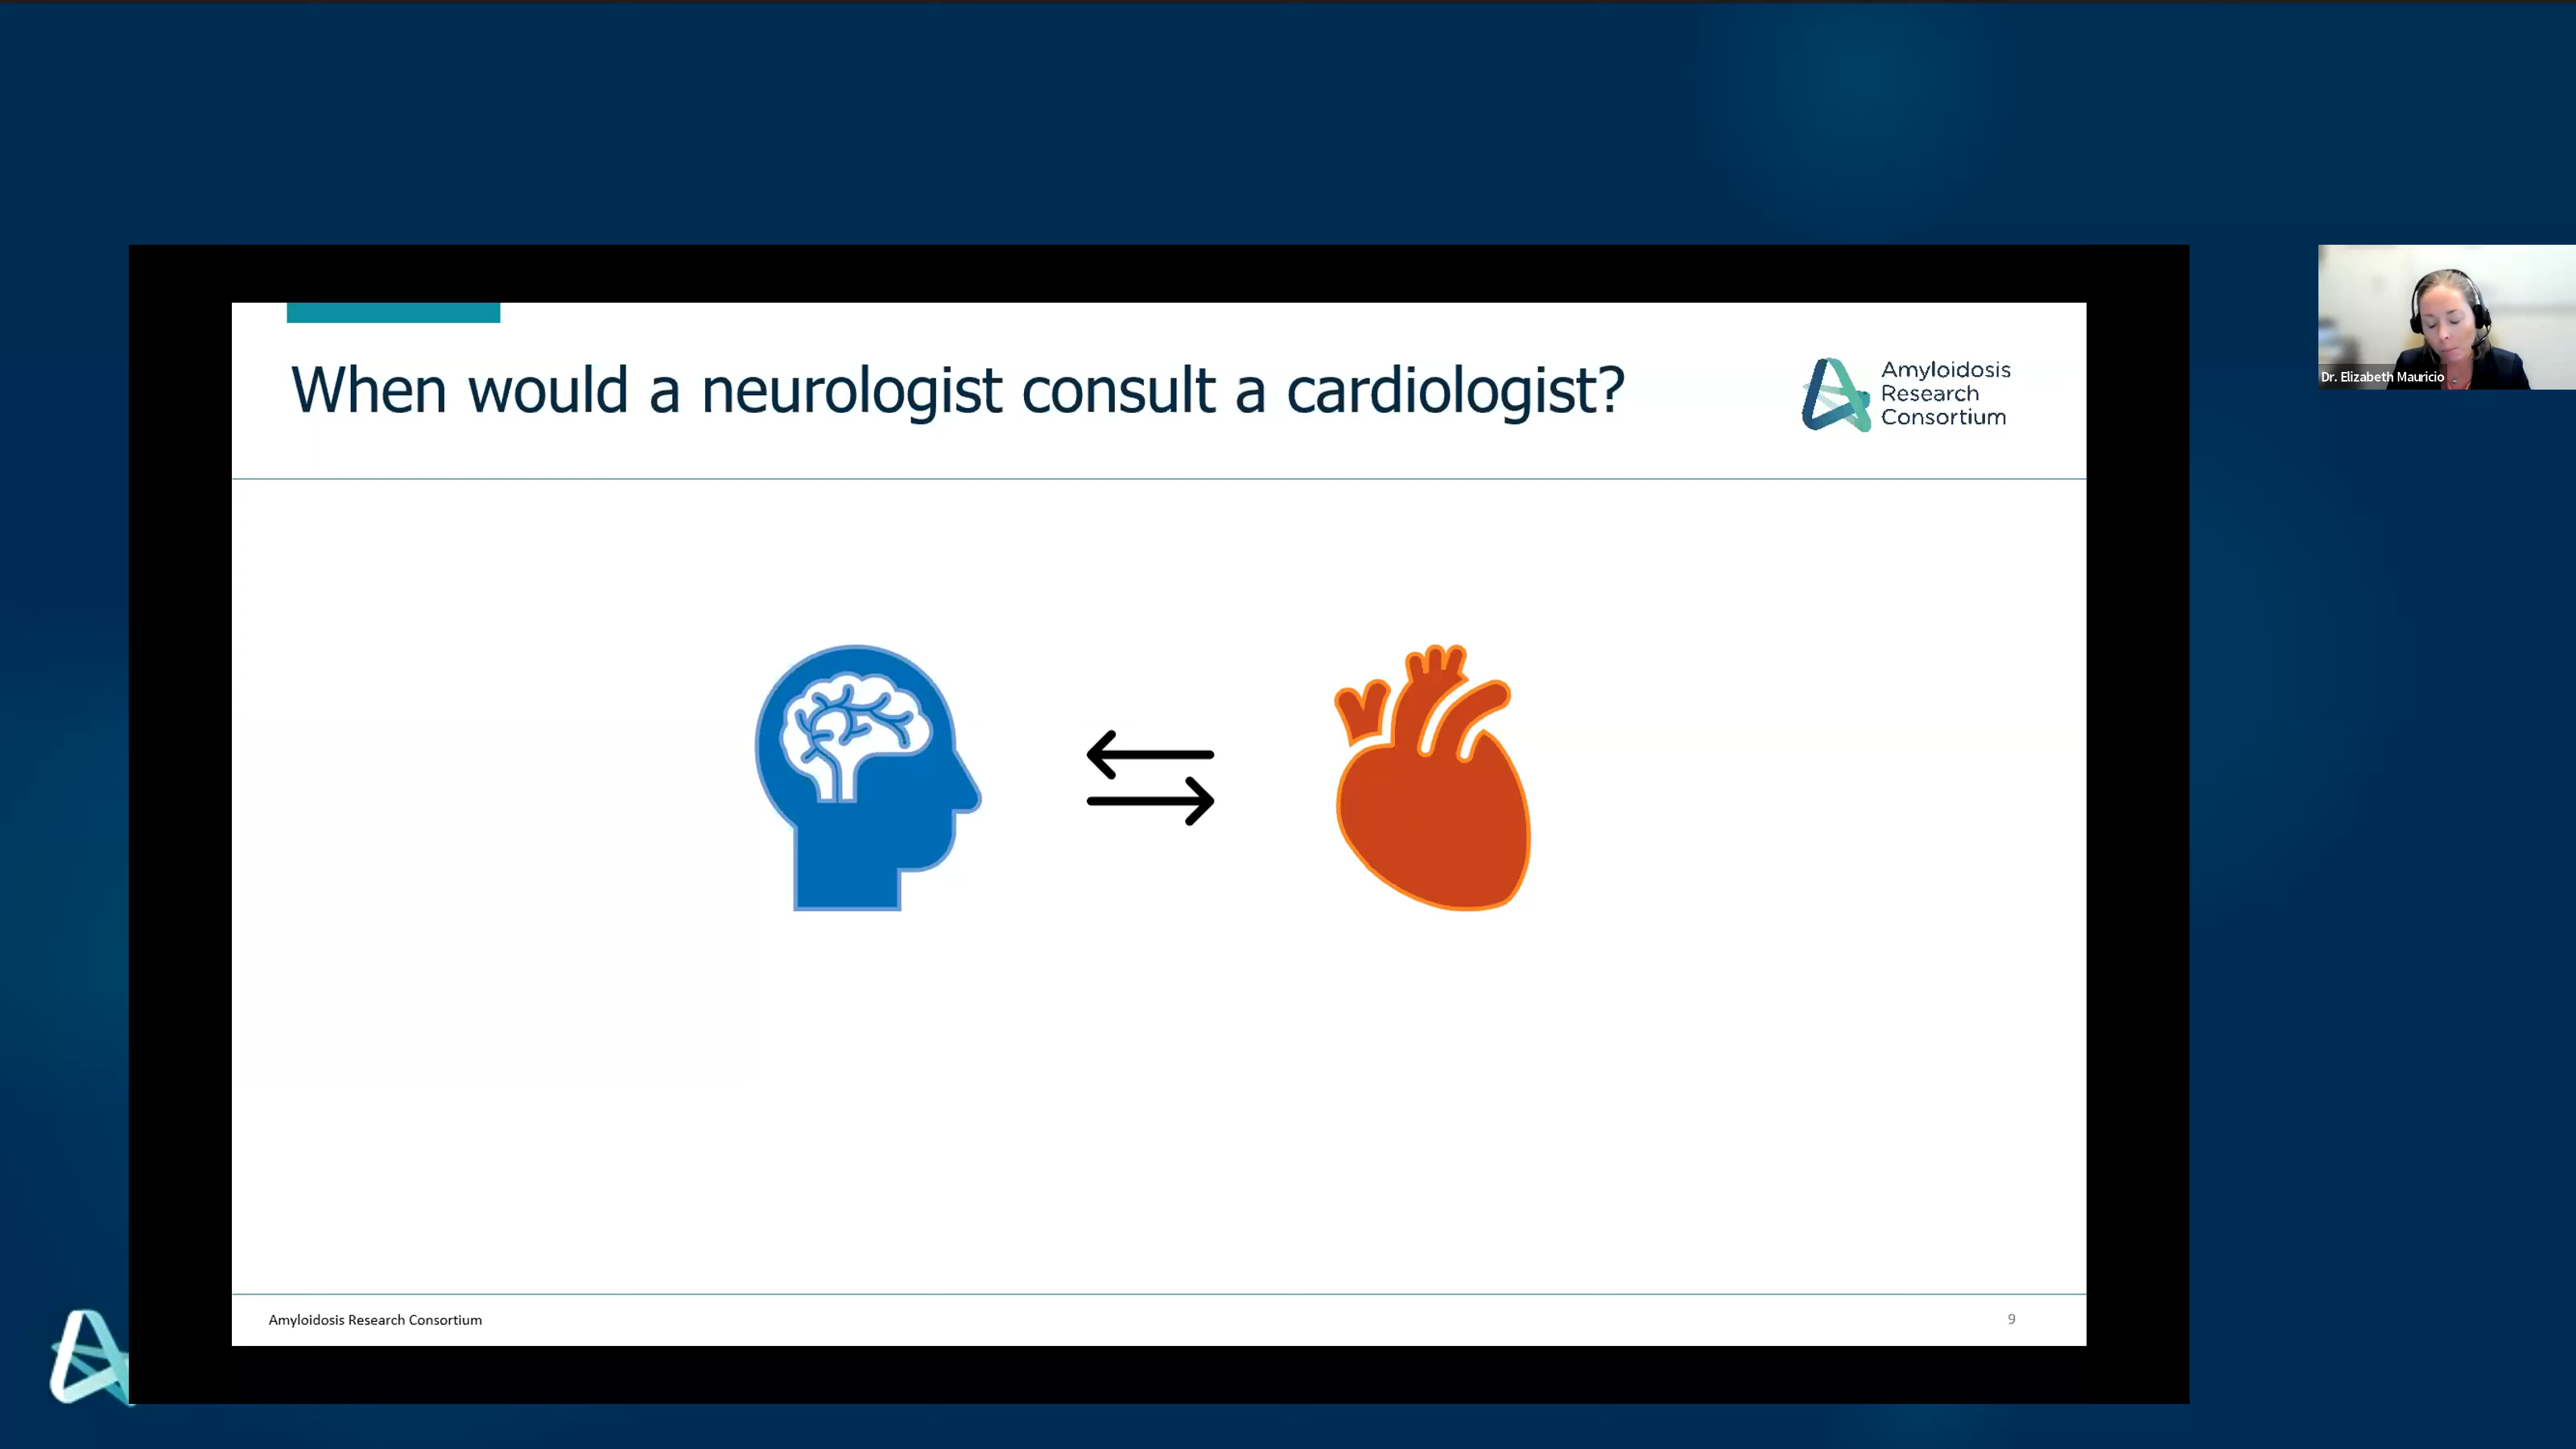 When would a neurologist consult a cardiologist?
Amyloidosis
Research
Consortium
Dr. Elizabeth Mauricio
Amyloidosis Research Consortium
9